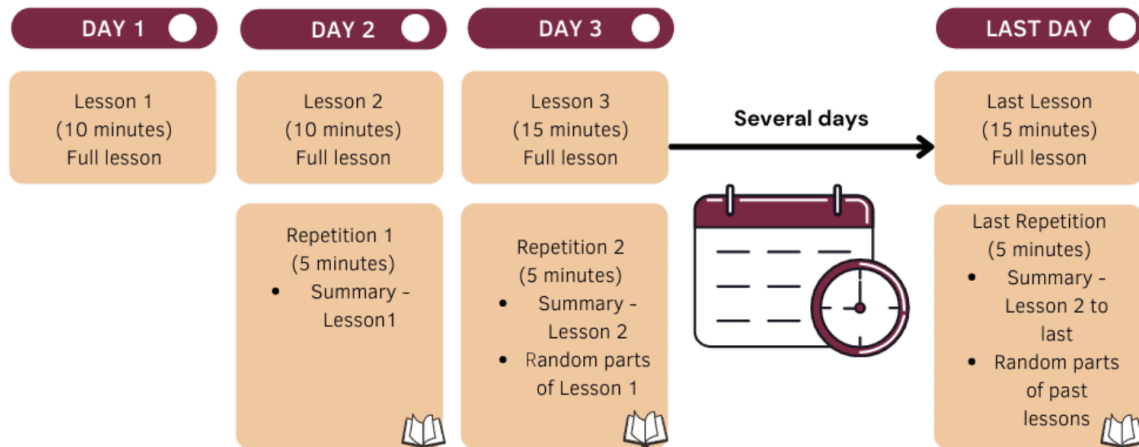 DAY 1
Lesson 1
(10 minutes)
Full lesson
DAY 2
Lesson 2
(10 minutes)
Full lesson
Repetition 1
(5 minutes)
• Summary -
Lesson1
DAY 3
Lesson 3
(15 minutes)
Full lesson
Repetition 2
(5 minutes)
• Summary -
Lesson 2
• Random parts
of Lesson 1
Several days
LAST DAY
Last Lesson
(15 minutes)
Full lesson
Last Repetition
(5 minutes)
• Summary -
Lesson 2 to
last
• Random parts
of past
lessons